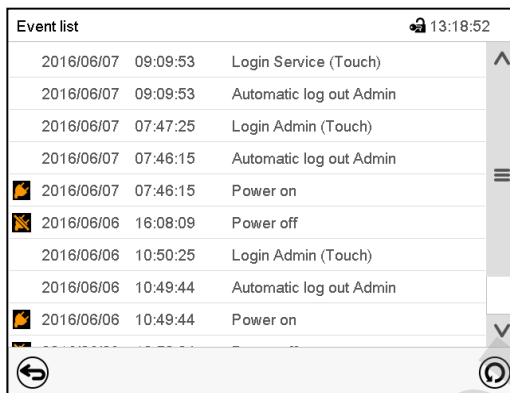 Event list 13:18:52
2016/06/07 09:09:53 Login Service (Touch)
2016/06/07 09:09:53 Automatic log out Admin
2016/06/07 07:47:25 Login Admin (Touch)
2016/06/07 07:46:15 Automatic log out Admin
2016/06/07 07:46:15 Power on
2016/06/06 16:08:09 Power off
2016/06/06 10:50:25 Login Admin (Touch)
2016/06/06 10:49:44 Automatic log out Admin
2016/06/06 10:49:44 Power on